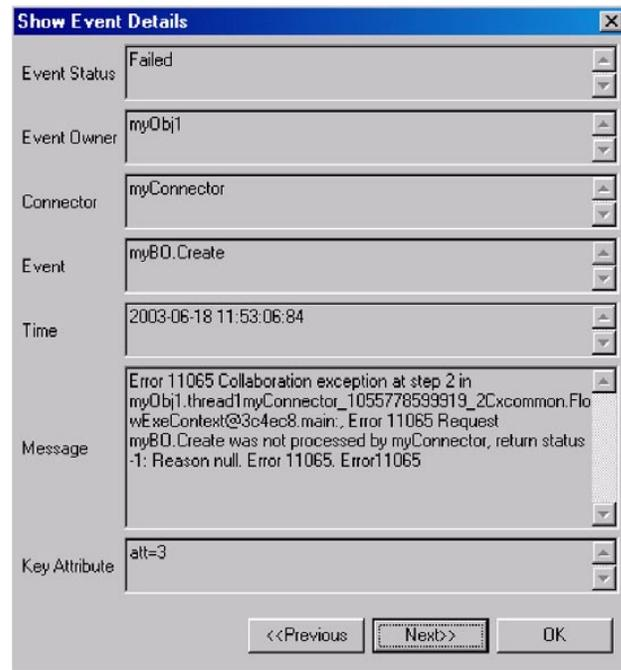 Show Event Details
Event Status
Failed
Event Owner
myObj1
Connector
myConnector
Event
myBO.Create
Time
2003-06-18 11:53:06:84
Message
Error 11065 Collaboration exception at step 2 in
myObj1.thread1myConnector_1055778599919_2Cxcommon.Flo
wExeContext@3c4ec8.main:, Error 11065 Request
myBO.Create was not processed by myConnector, return status
-1: Reason null. Error 11065. Error11065
Key Attribute
att=3
<<Previous
Next>>
OK